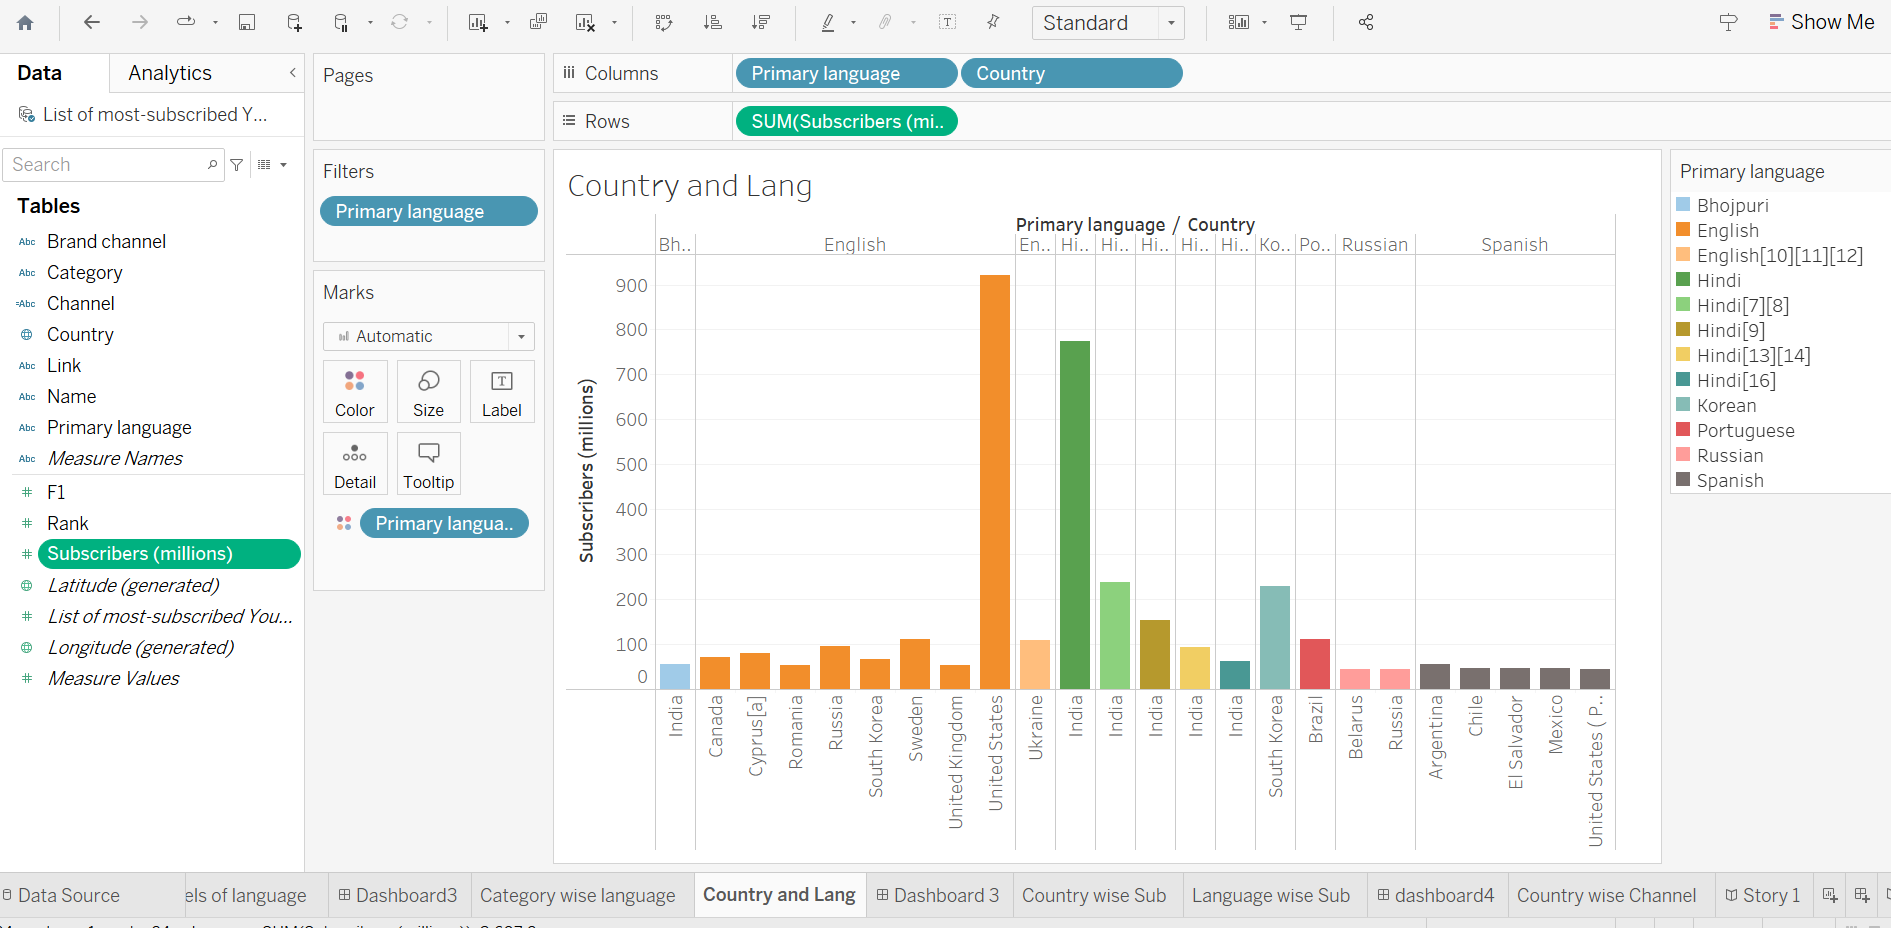 Standard
Show Me
Data
Analytics
List of most-subscribed Y...
Search
Tables
Abc Brand channel
Abc Category
=Abc Channel
Country
Abc Link
Abc Name
Abc Primary language
Abc Measure Names
# F1
# Rank
# Subscribers (millions)
Latitude (generated)
# List of most-subscribed You...
Longitude (generated)
# Measure Values
Pages
Filters
Primary language
Marks
Automatic
Color
Size
Label
Detail
Tooltip
Primary langua..
Columns
Primary language
Country
Rows
SUM(Subscribers (mi..
Country and Lang
Primary language / Country
Bh.. English En.. Hi.. Hi.. Hi.. Hi.. Hi.. Ko.. Po.. Russian Spanish
Subscribers (millions)
900
800
700
600
500
400
300
200
100
0
India
Canada
Cyprus[a]
Romania
Russia
South Korea
Sweden
United Kingdom
United States
Ukraine
India
India
India
India
India
South Korea
Brazil
Belarus
Russia
Argentina
Chile
El Salvador
Mexico
United States ( P..
Primary language
Bhojpuri
English
English[10][11][12]
Hindi
Hindi[7][8]
Hindi[9]
Hindi[13][14]
Hindi[16]
Korean
Portuguese
Russian
Spanish
Data Source
els of language
Dashboard3
Category wise language
Country and Lang
Dashboard 3
Country wise Sub
Language wise Sub
dashboard4
Country wise Channel
Story 1